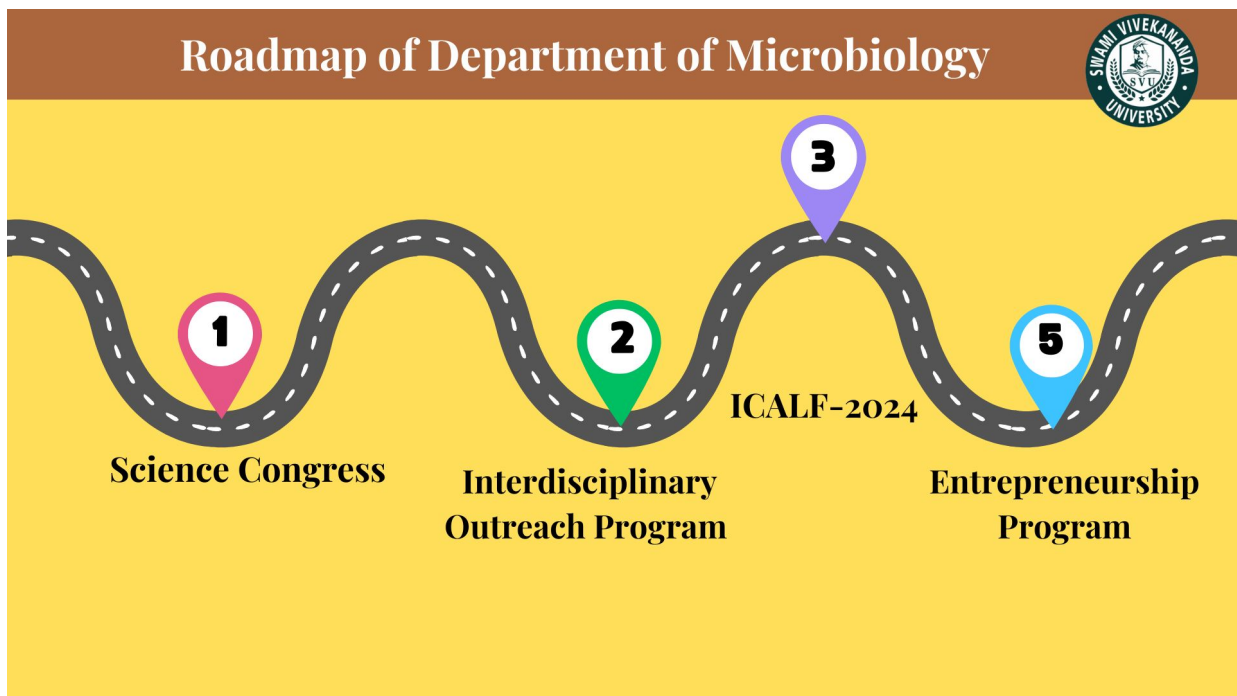 Roadmap of Department of Microbiology
SWAMI VIVEKANANDA
SVU
UNIVERSITY
1
Science Congress
2
Interdisciplinary
Outreach Program
3
ICALF-2024
5
Entrepreneurship
Program